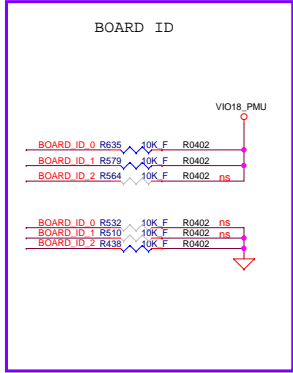 BOARD ID
VIO18_PMU
BOARD_ID_0 R635 10K_F R0402
BOARD_ID_1 R579 10K_F R0402
BOARD_ID_2 R564 10K_F R0402 ns
BOARD_ID_0 R532 10K_F R0402 ns
BOARD_ID_1 R510 10K_F R0402 ns
BOARD_ID_2 R438 10K_F R0402